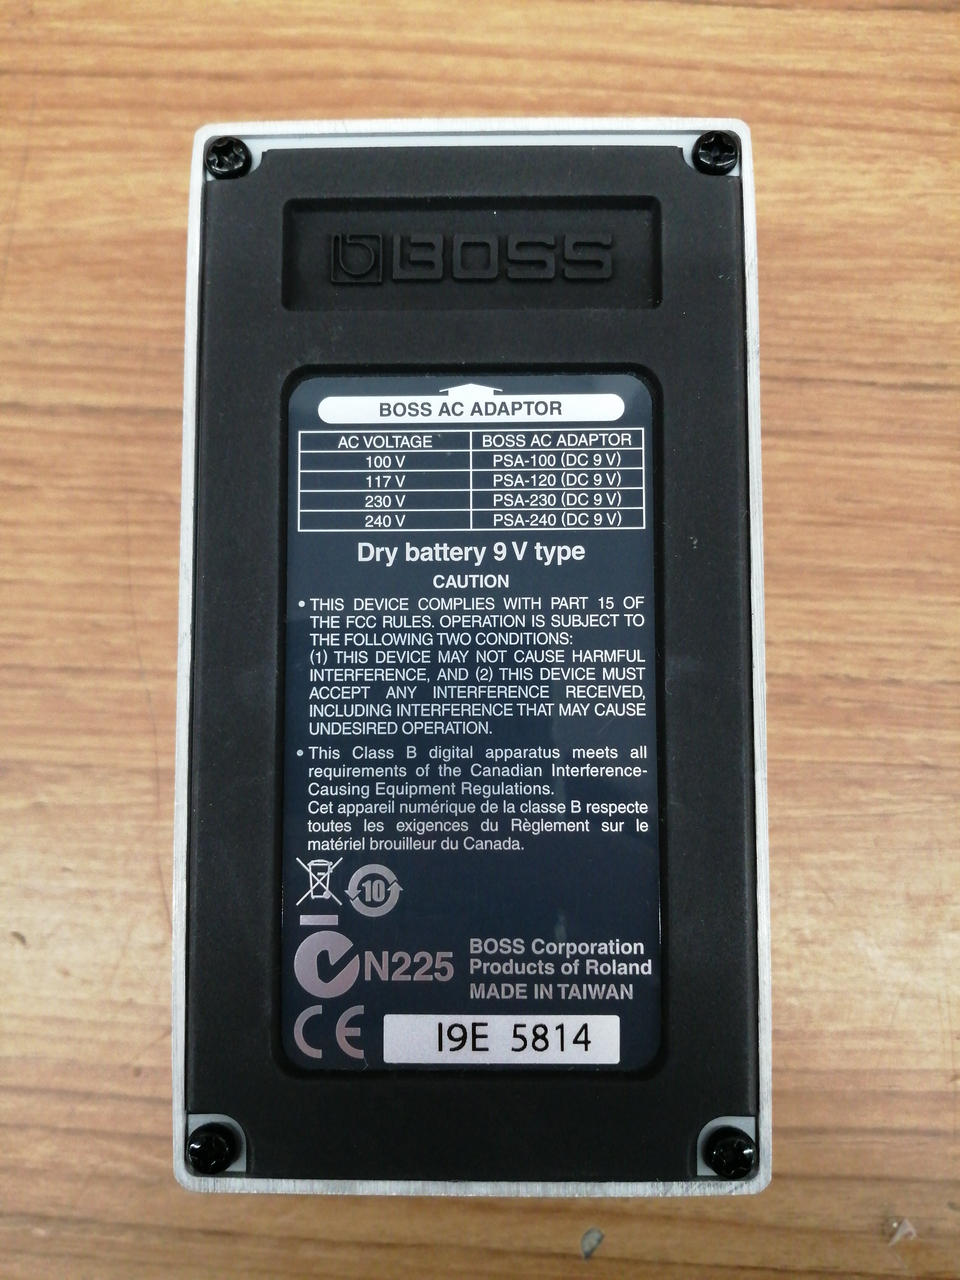 BOSS
BOSS AC ADAPTOR
AC VOLTAGE BOSS AC ADAPTOR
100 V PSA-100 (DC 9 V)
117 V PSA-120 (DC 9 V)
230 V PSA-230 (DC 9 V)
240 V PSA-240 (DC 9 V)
Dry battery 9 V type
CAUTION
• THIS DEVICE COMPLIES WITH PART 15 OF
THE FCC RULES. OPERATION IS SUBJECT TO
THE FOLLOWING TWO CONDITIONS:
(1) THIS DEVICE MAY NOT CAUSE HARMFUL
INTERFERENCE, AND (2) THIS DEVICE MUST
ACCEPT ANY INTERFERENCE RECEIVED,
INCLUDING INTERFERENCE THAT MAY CAUSE
UNDESIRED OPERATION.
• This Class B digital apparatus meets all
requirements of the Canadian Interference-
Causing Equipment Regulations.
Cet appareil numérique de la classe B respecte
toutes les exigences du Règlement sur le
matériel brouilleur du Canada.
10
N225
BOSS Corporation
Products of Roland
MADE IN TAIWAN
CE
I9E 5814